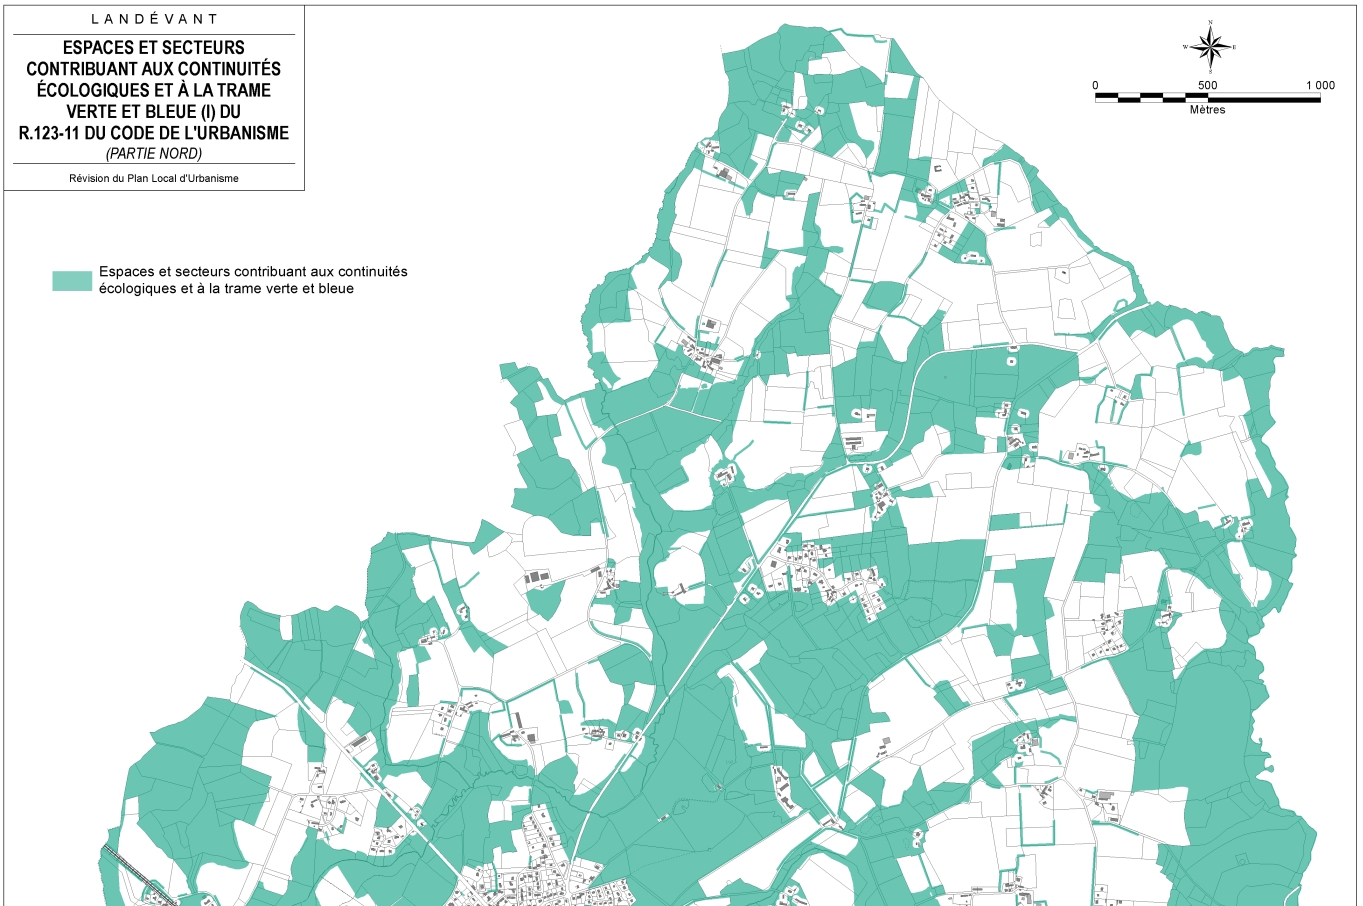 LANDÉVANT
ESPACES ET SECTEURS
CONTRIBUANT AUX CONTINUITÉS
ÉCOLOGIQUES ET À LA TRAME
VERTE ET BLEUE (I) DU
R.123-11 DU CODE DE L'URBANISME
(PARTIE NORD)
Révision du Plan Local d'Urbanisme
N
W E
S
0 500 1 000
Mètres
Espaces et secteurs contribuant aux continuités
écologiques et à la trame verte et bleue